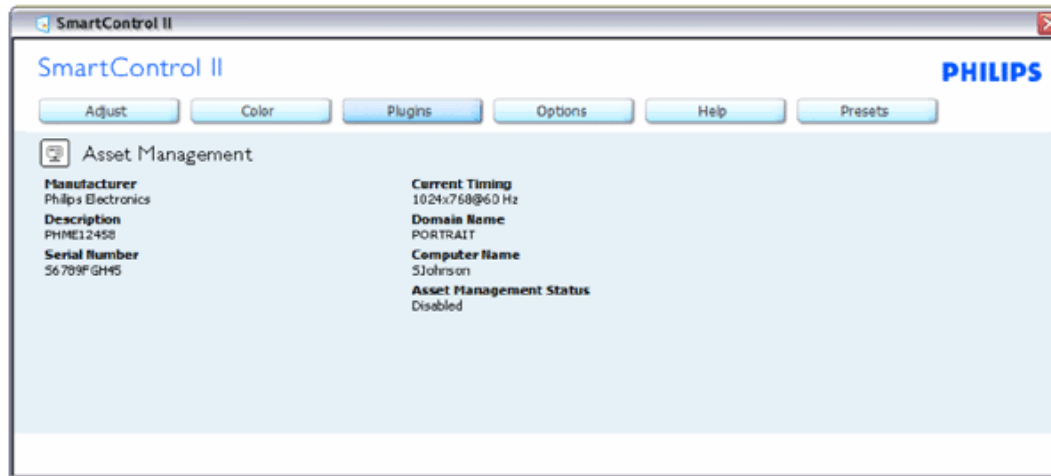 SmartControl II
SmartControl II
PHILIPS
Adjust Color Plugins Options Help Presets
Asset Management
Manufacturer
Philips Electronics
Description
PHME12458
Serial Number
S6789FGH45
Current Timing
1024x768@60 Hz
Domain Name
PORTRAIT
Computer Name
SJohnson
Asset Management Status
Disabled